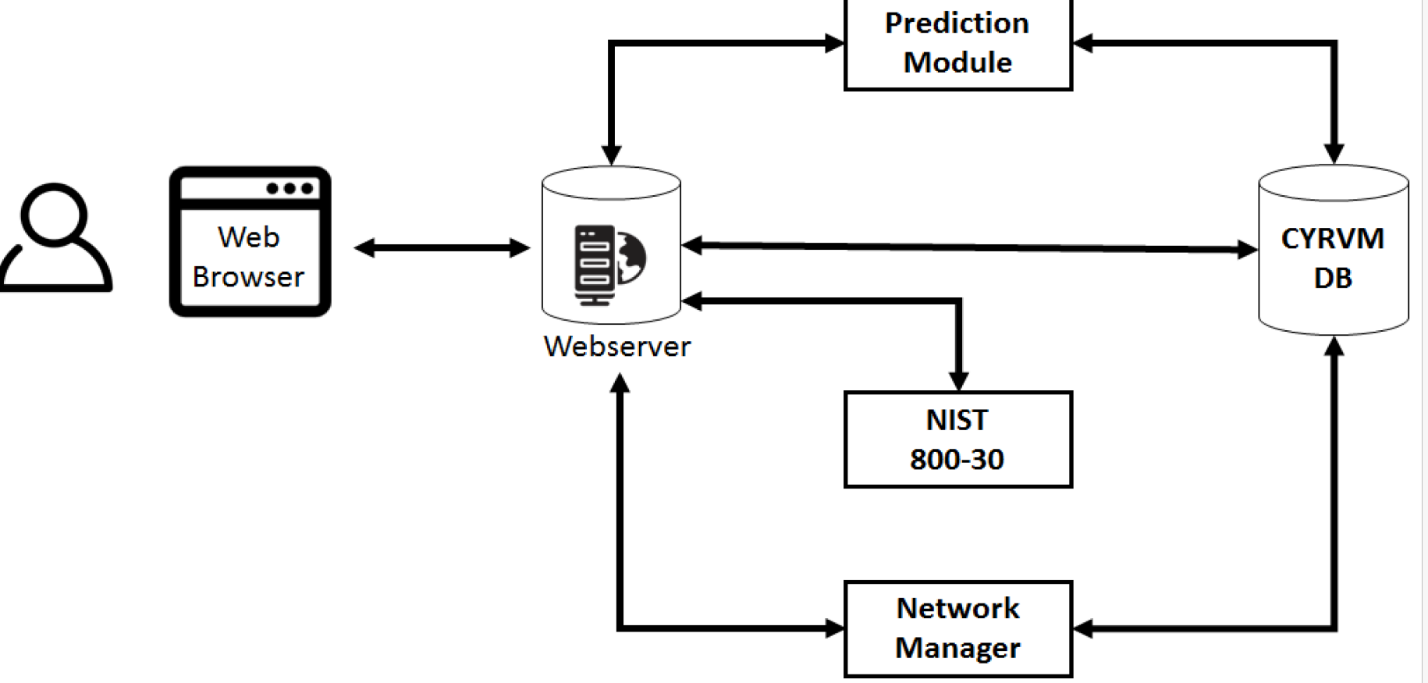 Prediction
Module
Web
Browser
CYRVM
DB
Webserver
NIST
800-30
Network
Manager